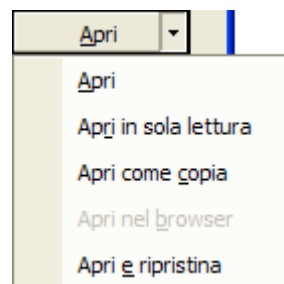 Apri
Apri
Apri in sola lettura
Apri come copia
Apri nel browser
Apri e ripristina